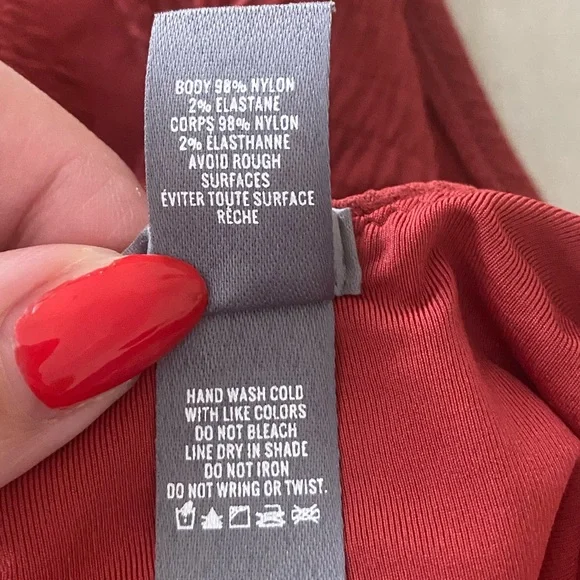 BODY 98% NYLON
2% ELASTANE
CORPS 98% NYLON
2% ELASTHANNE
AVOID ROUGH
SURFACES
ÉVITER TOUTE SURFACE
RÊCHE
HAND WASH COLD
WITH LIKE COLORS
DO NOT BLEACH
LINE DRY IN SHADE
DO NOT IRON
DO NOT WRING OR TWIST.